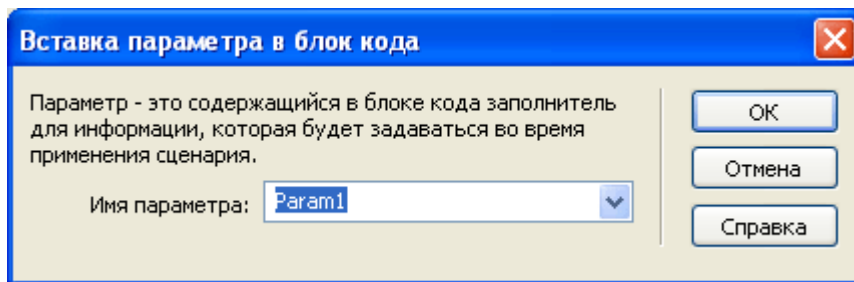 Вставка параметра в блок кода
Параметр - это содержащийся в блоке кода заполнитель
для информации, которая будет задаваться во время
применения сценария.
Имя параметра: Param1
ОК
Отмена
Справка